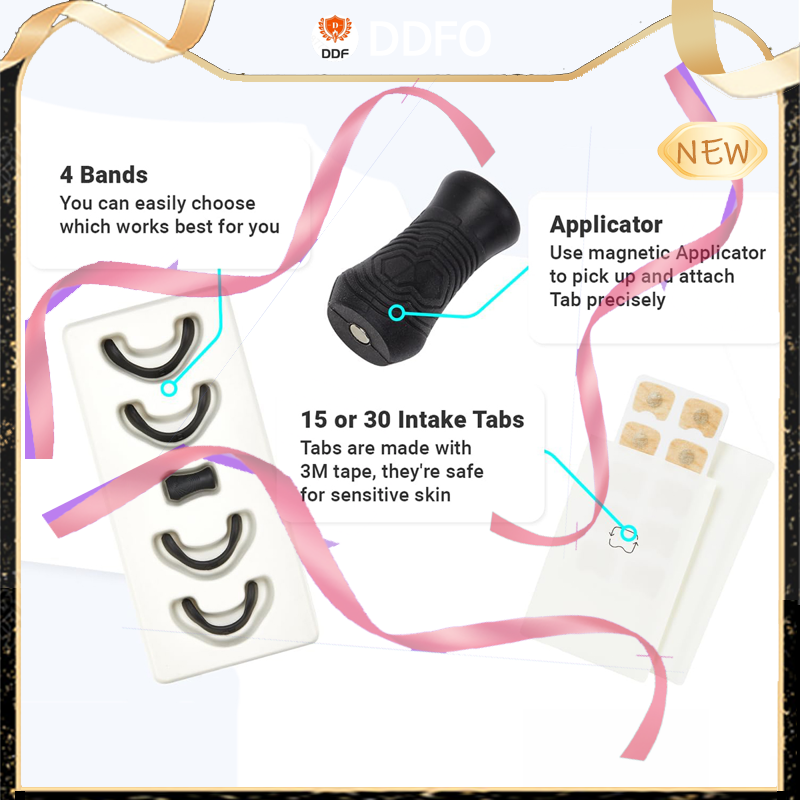 DDFO
DDF
NEW
4 Bands
You can easily choose
which works best for you
Applicator
Use magnetic Applicator
to pick up and attach
Tab precisely
15 or 30 Intake Tabs
Tabs are made with
3M tape, they're safe
for sensitive skin